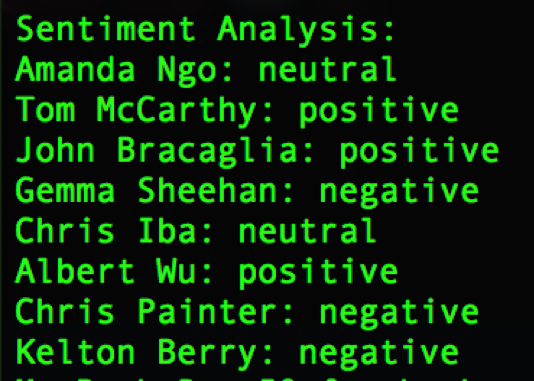 Sentiment Analysis:
Amanda Ngo: neutral
Tom McCarthy: positive
John Bracaglia: positive
Gemma Sheehan: negative
Chris Iba: neutral
Albert Wu: positive
Chris Painter: negative
Kelton Berry: negative